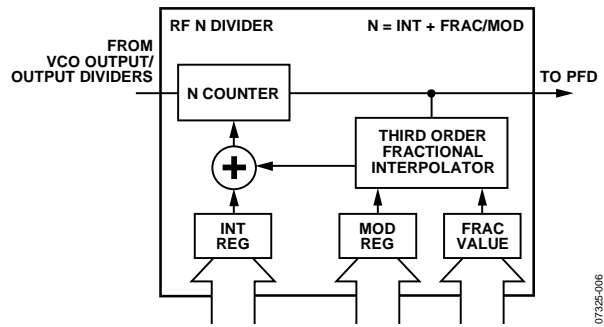 RF N DIVIDER
N = INT + FRAC/MOD
FROM
VCO OUTPUT/
OUTPUT DIVIDERS
N COUNTER
TO PFD
THIRD ORDER
FRACTIONAL
INTERPOLATOR
+
INT
REG
MOD
REG
FRAC
VALUE
07325-006